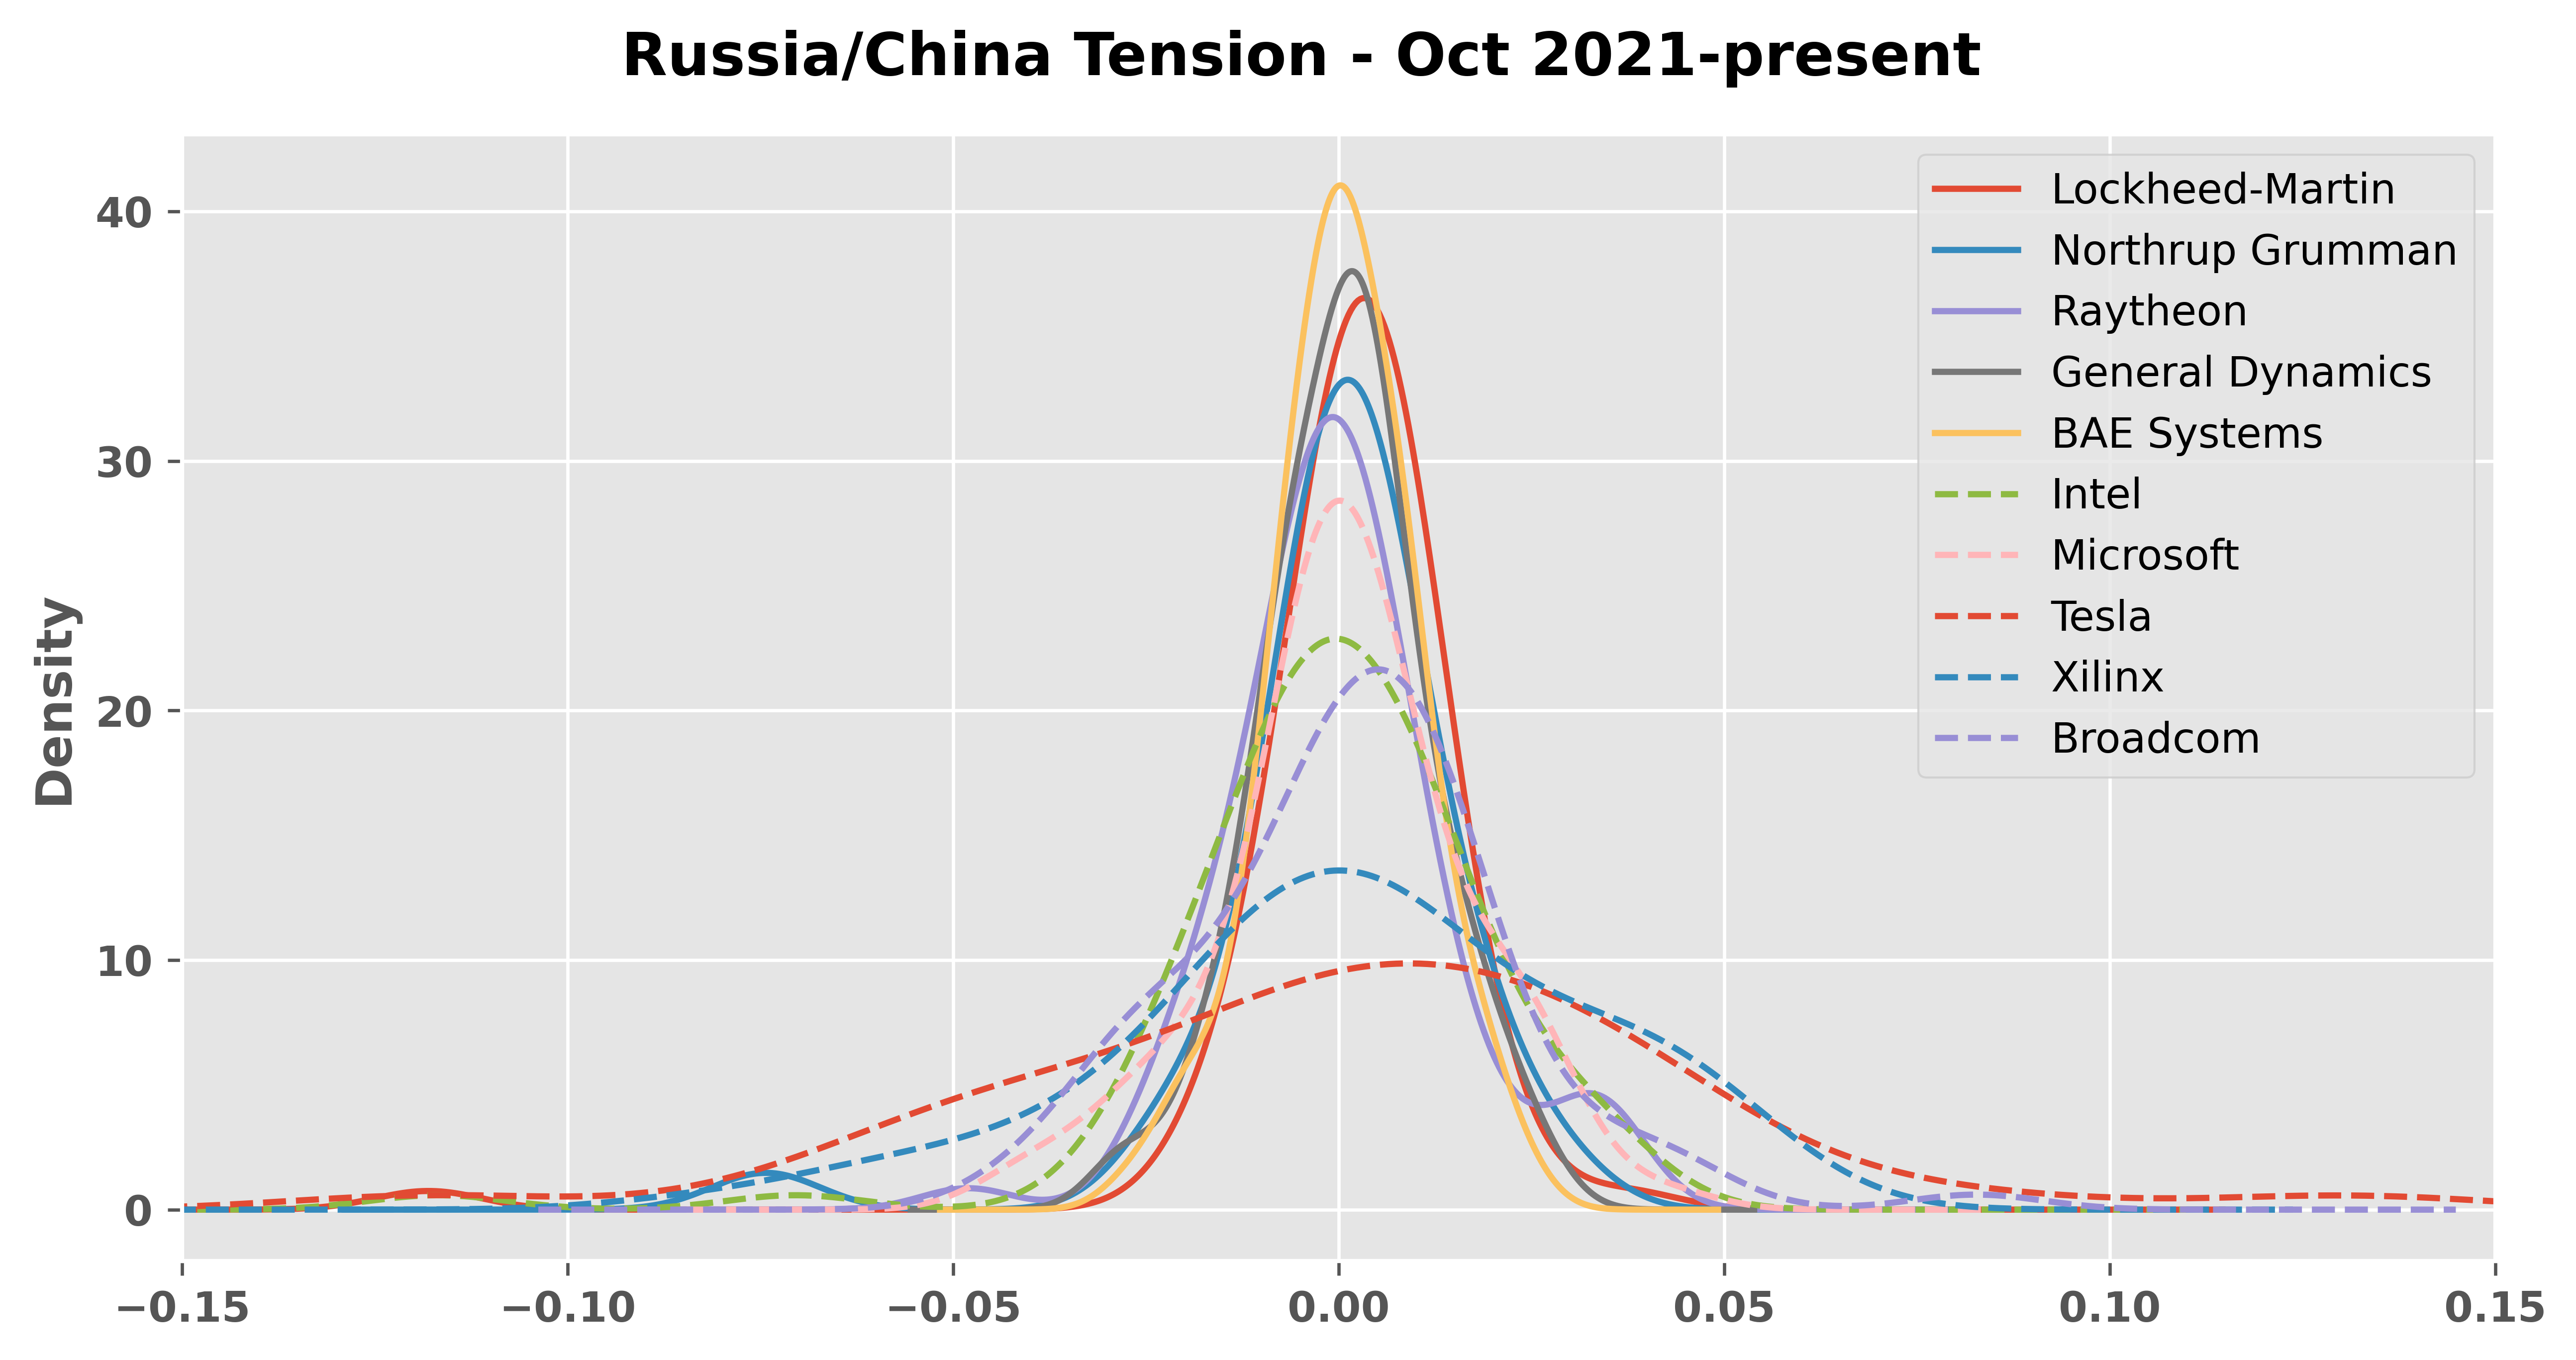 Russia/China Tension - Oct 2021-present
Density
40
30
20
10
0
−0.15
−0.10
−0.05
0.00
0.05
0.10
0.15
Lockheed-Martin
Northrup Grumman
Raytheon
General Dynamics
BAE Systems
Intel
Microsoft
Tesla
Xilinx
Broadcom